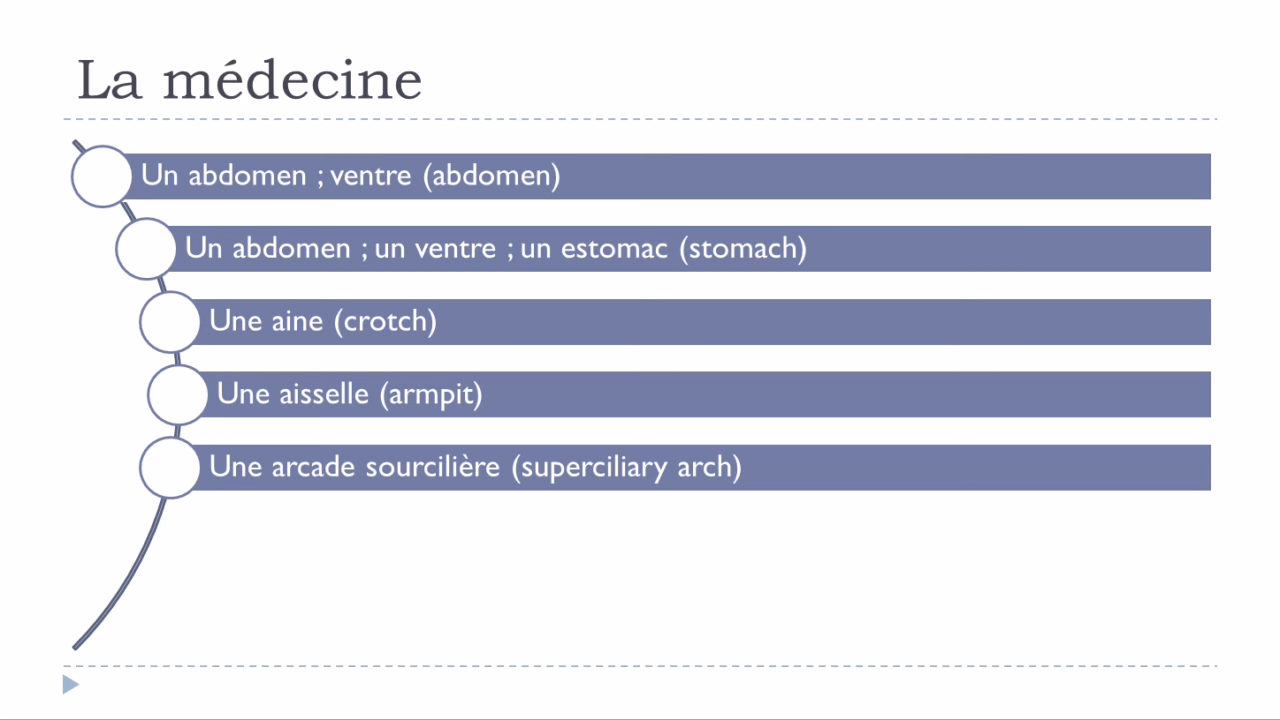 La médecine
Un abdomen ; ventre (abdomen)
Un abdomen ; un ventre ; un estomac (stomach)
Une aine (crotch)
Une aisselle (armpit)
Une arcade sourcilière (superciliary arch)